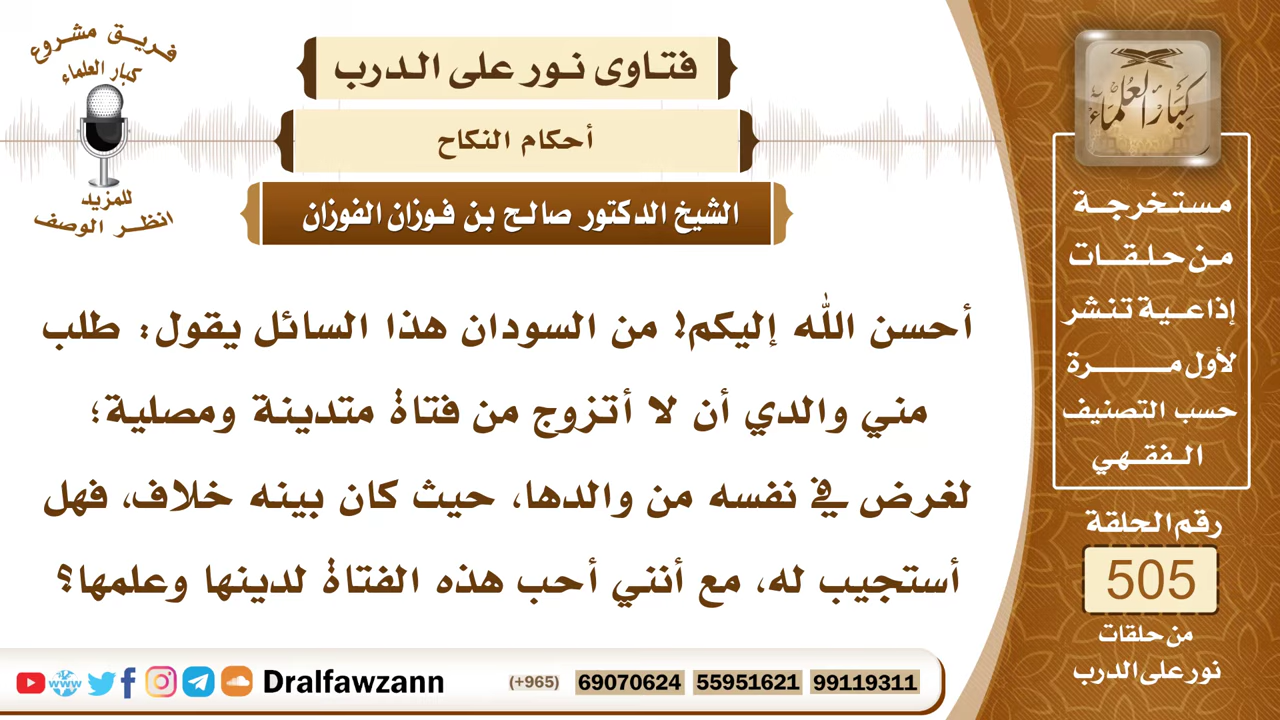 فريق مشروع
كبار العلماء
للمزيد
انظر الوصف
فتاوى نور على الدرب
أحكام النكاح
الشيخ الدكتور صالح بن فوزان الفوزان
أحسن الله إليكم! من السودان هذا السائل يقول: طلب
مني والدي أن لا أتزوج من فتاة متدينة ومصلية؛
لغرض في نفسه من والدها، حيث كان بينه خلاف، فهل
أستجيب له، مع أنني أحب هذه الفتاة لدينها وعلمها؟
كبار العلماء
مستخرجة
من حلقات
إذاعية تنشر
لأول مرة
حسب التصنيف
الفقهي
رقم الحلقة
505
من حلقات
نور على الدرب
www Dralfawzann (+965) 69070624 55951621 99119311